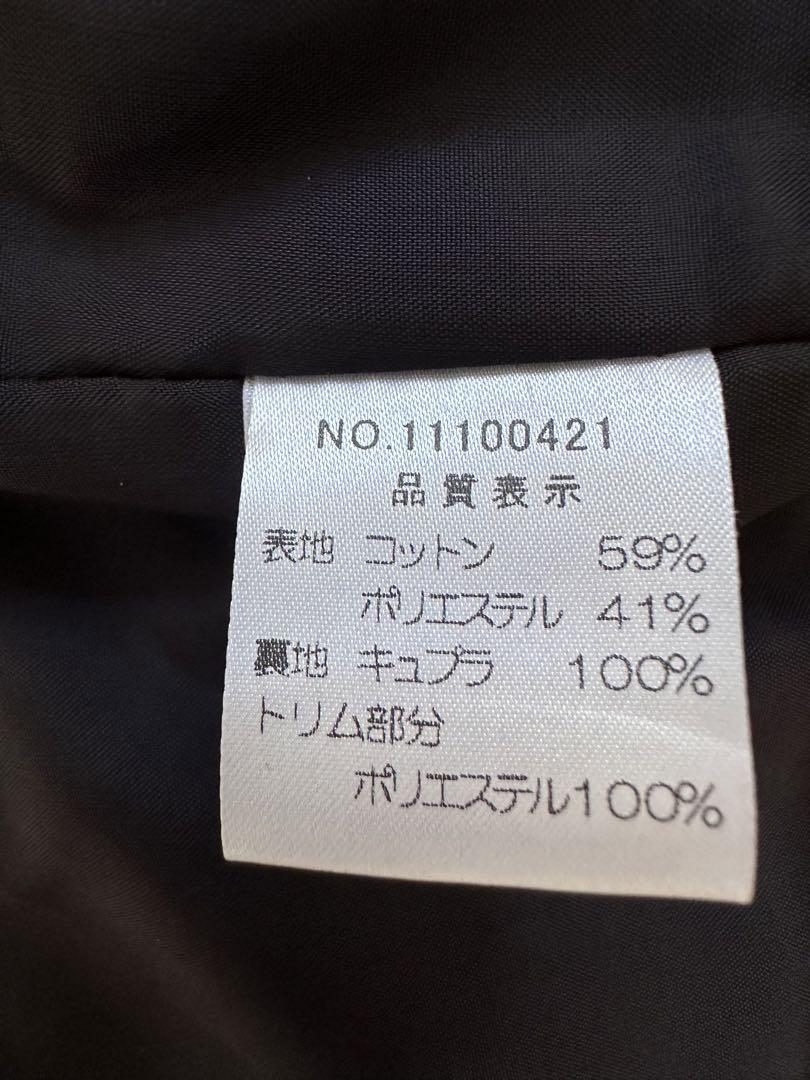 NO.11100421
品質表示
表地 コットン 59%
ポリエステル 41%
裏地 キュプラ 100%
トリム部分
ポリエステル100%